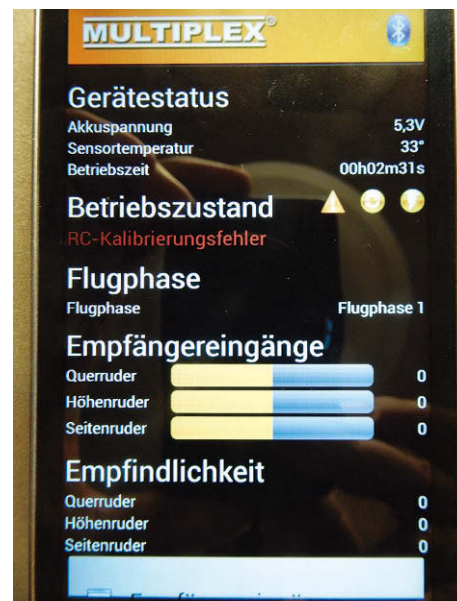 MULTIPLEX®
Gerätestatus
Akkuspannung 5,3V
Sensortemperatur 33°
Betriebszeit 00h02m31s
Betriebszustand
RC-Kalibrierungsfehler
Flugphase
Flugphase Flugphase 1
Empfängereingänge
Querruder 0
Höhenruder 0
Seitenruder 0
Empfindlichkeit
Querruder 0
Höhenruder 0
Seitenruder 0